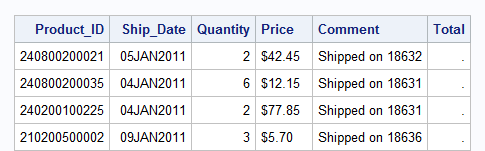 Product_ID Ship_Date Quantity Price Comment Total
240800200021 05JAN2011 2 $42.45 Shipped on 18632 .
240800200035 04JAN2011 6 $12.15 Shipped on 18631 .
240200100225 04JAN2011 2 $77.85 Shipped on 18631 .
210200500002 09JAN2011 3 $5.70 Shipped on 18636 .